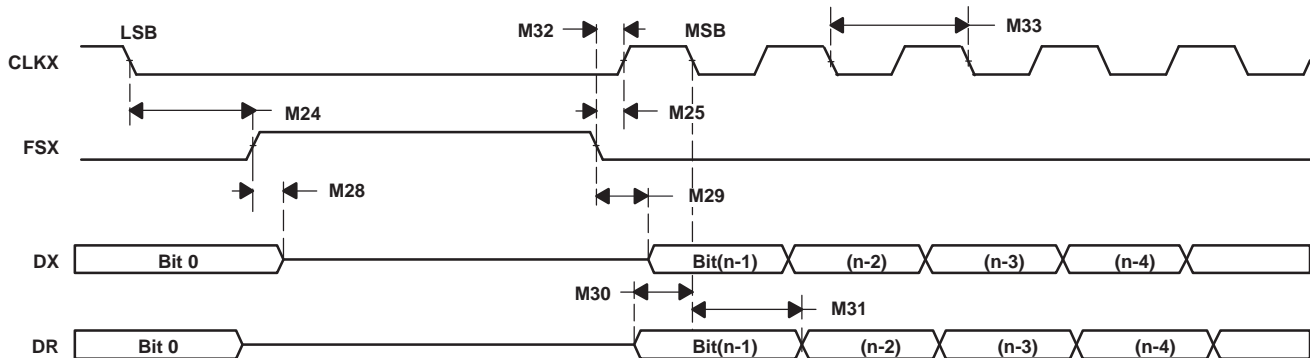 LSB
M32
MSB
M33
CLKX
M24
M25
FSX
M28
M29
DX
Bit 0
Bit(n-1)
(n-2)
(n-3)
(n-4)
M30
M31
DR
Bit 0
Bit(n-1)
(n-2)
(n-3)
(n-4)